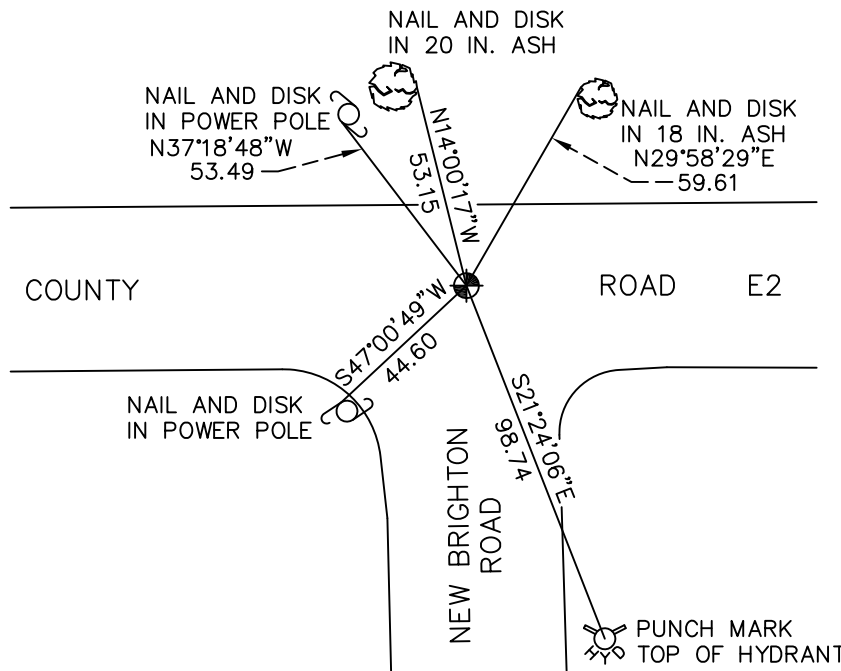 NAIL AND DISK
IN 20 IN. ASH
NAIL AND DISK
IN POWER POLE
N37°18'48"W
53.49
N14°00'17"W
53.15
NAIL AND DISK
IN 18 IN. ASH
N29°58'29"E
59.61
COUNTY ROAD E2
S47°00'49"W
44.60
NAIL AND DISK
IN POWER POLE
S21°24'06"E
98.74
NEW BRIGHTON
ROAD
HYD
PUNCH MARK
TOP OF HYDRANT